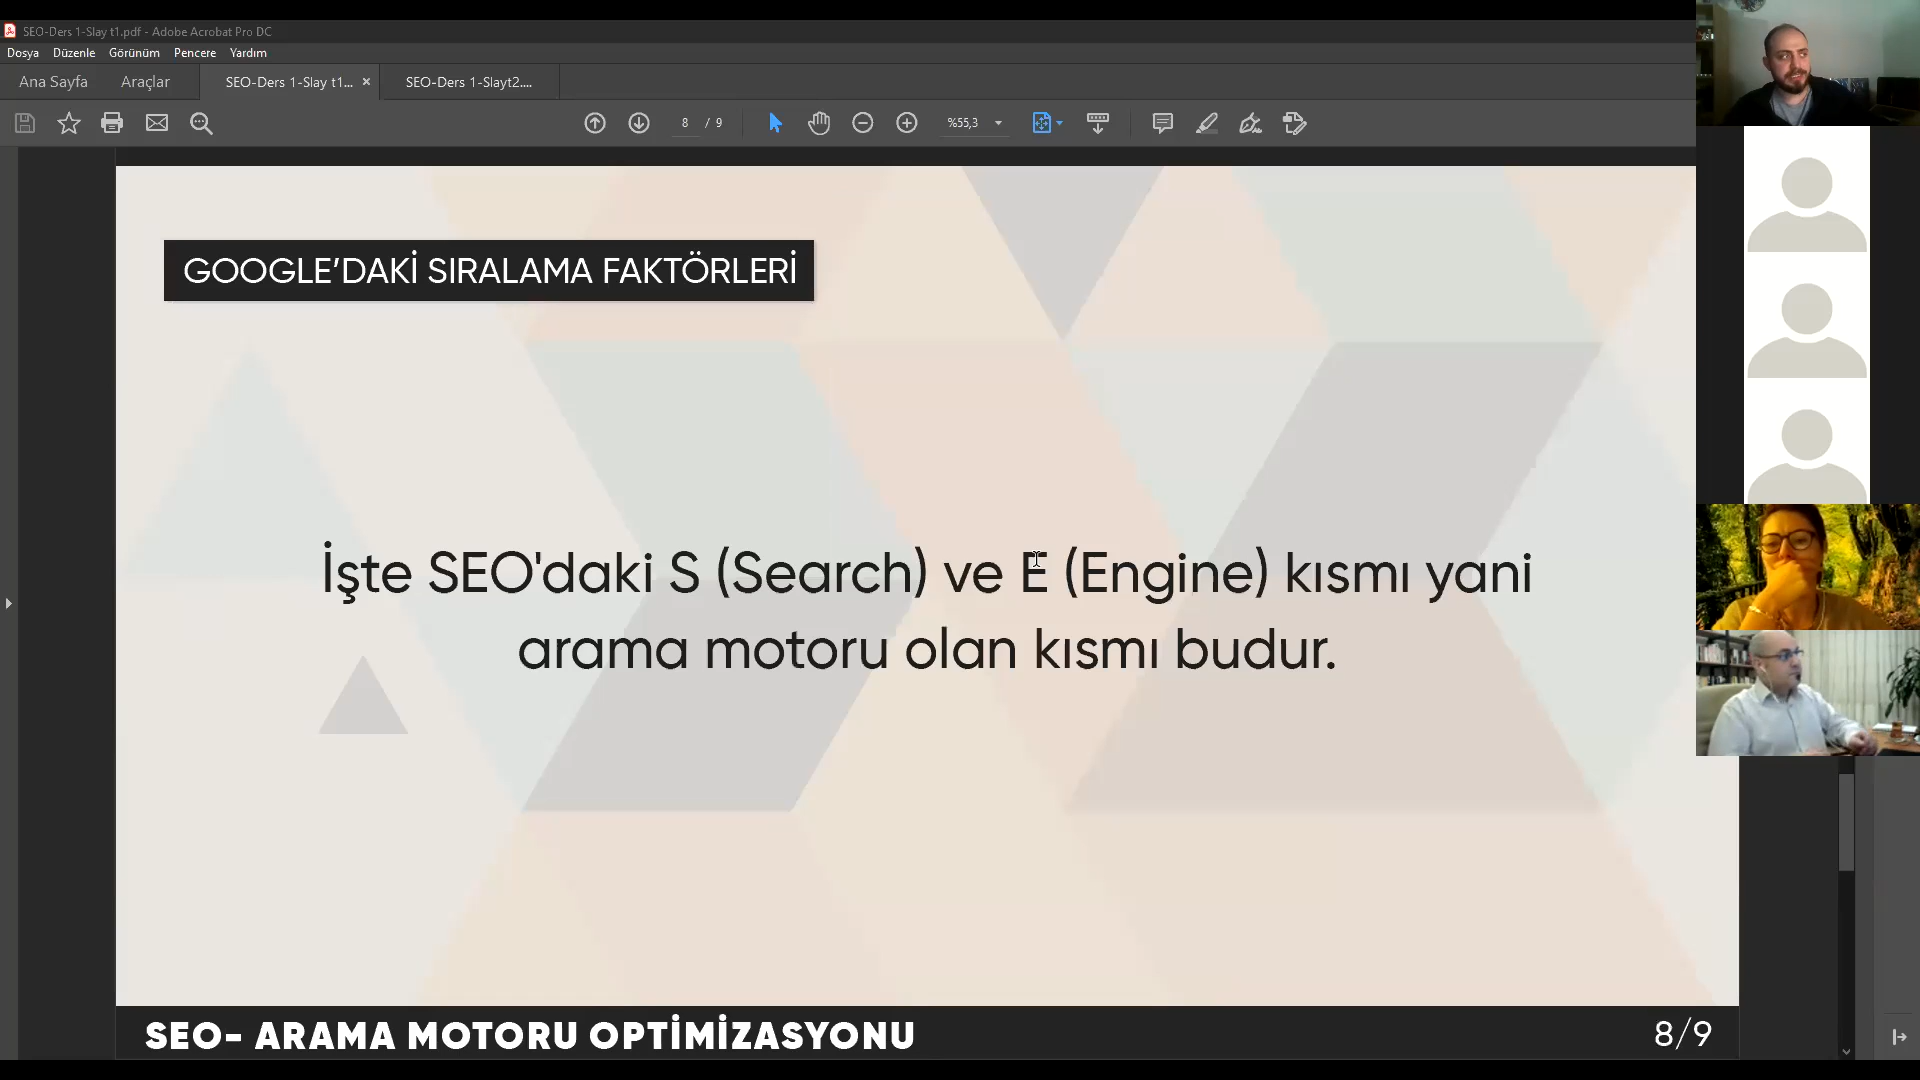 SEO-Ders 1-Slay t1.pdf - Adobe Acrobat Pro DC
Dosya Düzenle Görünüm Pencere Yardım
Ana Sayfa Araçlar SEO-Ders 1-Slay t1... × SEO-Ders 1-Slayt2....
8 / 9 %55,3
GOOGLE’DAKİ SIRALAMA FAKTÖRLERİ
İşte SEO'daki S (Search) ve E (Engine) kısmı yani
arama motoru olan kısmı budur.
SEO- ARAMA MOTORU OPTİMİZASYONU 8/9